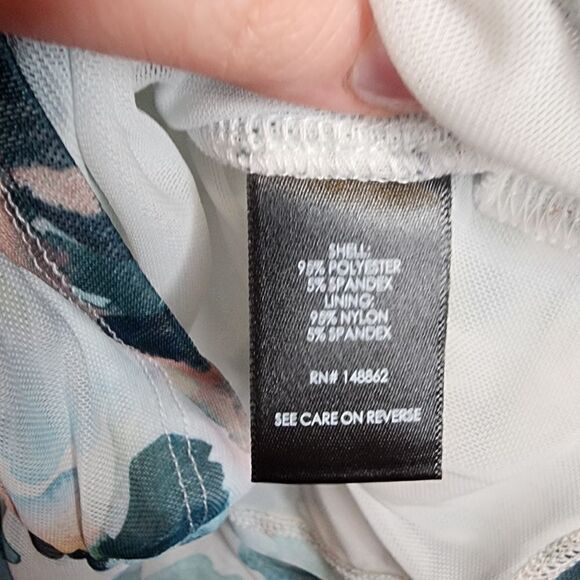 SHELL:
95% POLYESTER
5% SPANDEX
LINING:
95% NYLON
5% SPANDEX
RN# 148862
SEE CARE ON REVERSE